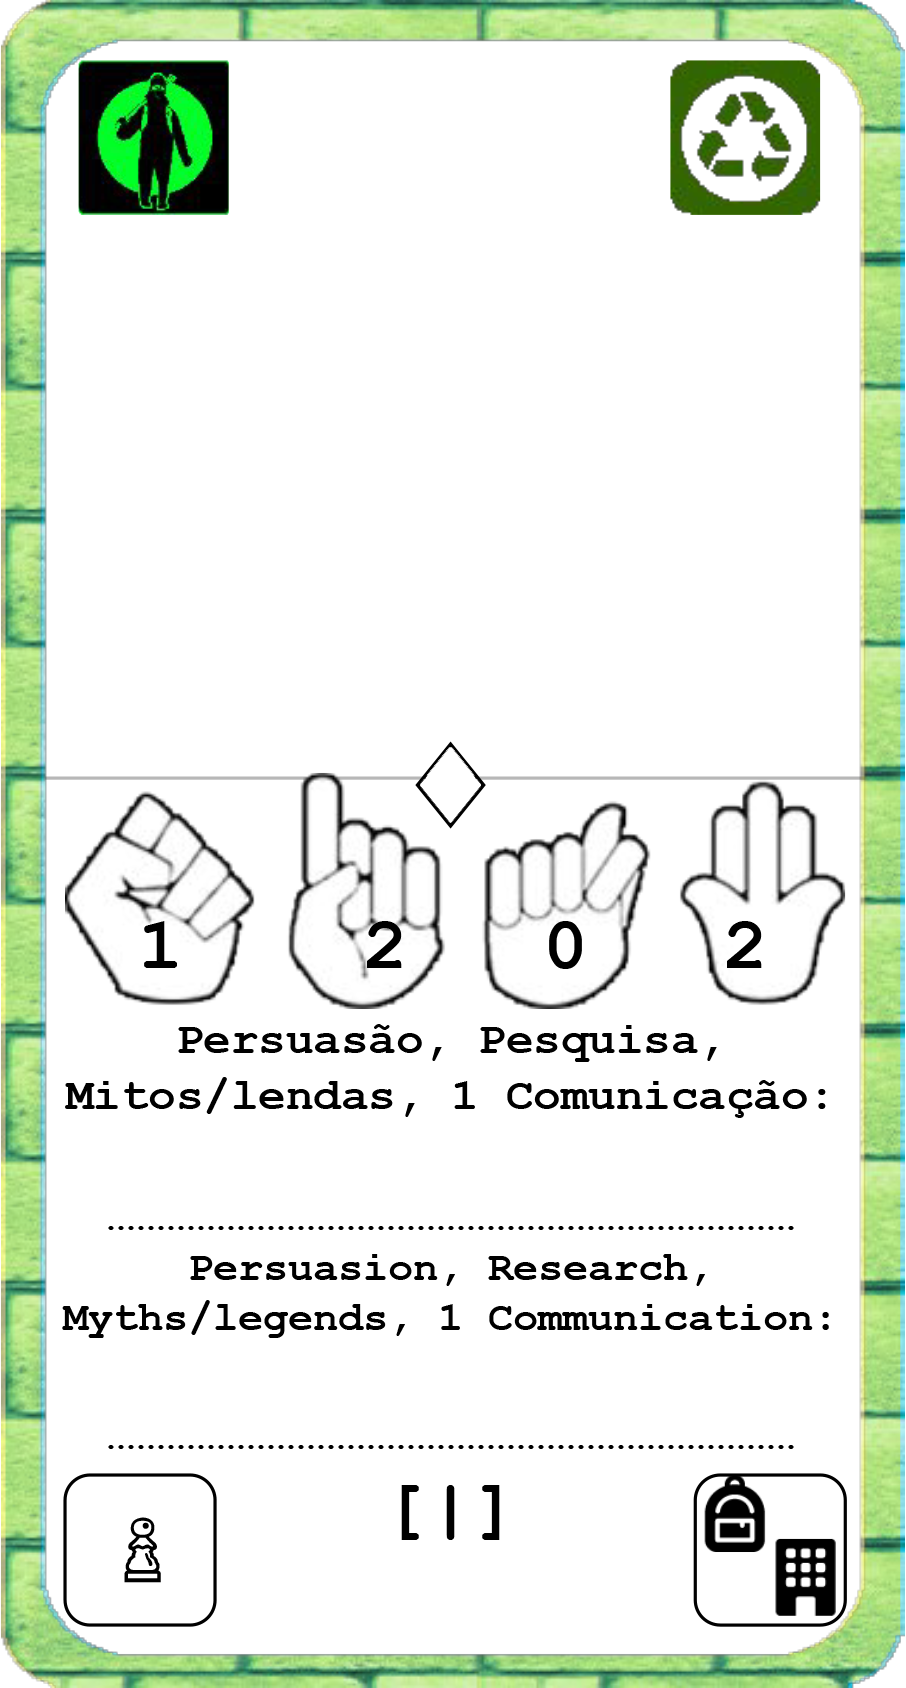 1 2 0 2
Persuasão, Pesquisa,
Mitos/lendas, 1 Comunicação:
Persuasion, Research,
Myths/legends, 1 Communication:
[|]